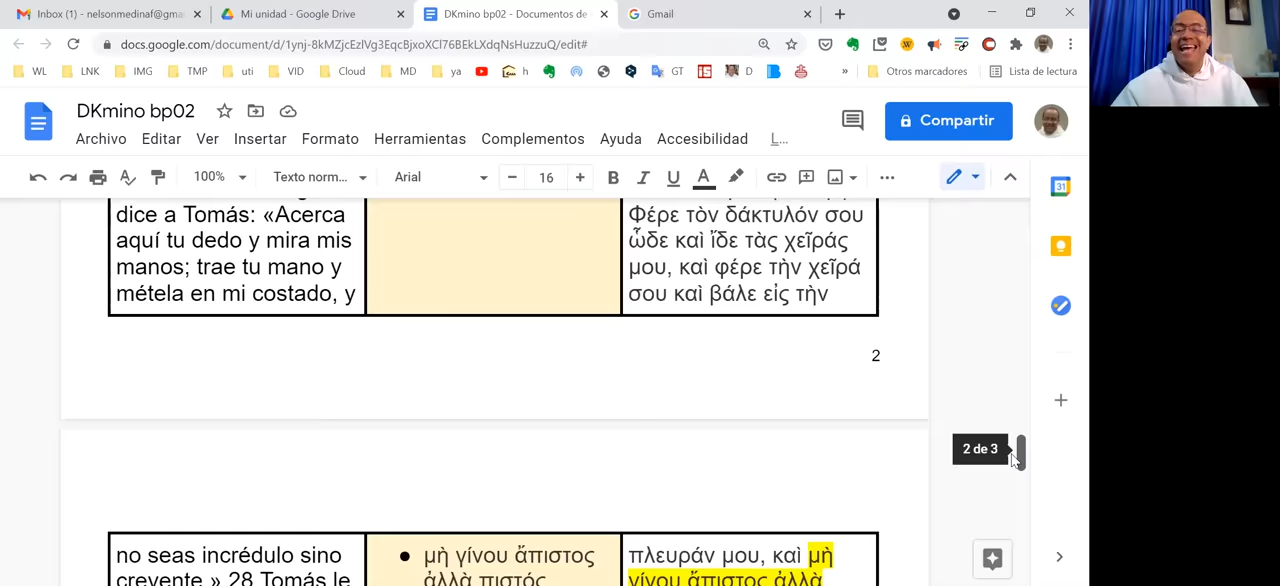 Inbox (1) - nelsonmedinaf@gma
Mi unidad - Google Drive
DKmino bp02 - Documentos de
Gmail
docs.google.com/document/d/1ynj-8kMZjcEzlVg3EqcBjxoXCl76BEkLXdqNsHuzzuQ/edit#
WL LNK IMG TMP uti VID Cloud MD ya h GT D » Otros marcadores Lista de lectura
DKmino bp02
Compartir
Archivo Editar Ver Insertar Formato Herramientas Complementos Ayuda Accesibilidad L...
100% Texto norm... Arial 16 B I U A
31
dice a Tomás: «Acerca
aquí tu dedo y mira mis
manos; trae tu mano y
métela en mi costado, y
Φέρε τὸν δάκτυλόν σου
ὧδε καὶ ἴδε τὰς χεῖράς
μου, καὶ φέρε τὴν χεῖρά
σου καὶ βάλε εἰς τὴν
2
2 de 3
no seas incrédulo sino
creyente.» 28 Tomás le
● μὴ γίνου ἄπιστος
ἀλλὰ πιστός
πλευράν μου, καὶ μὴ
γίνου ἄπιστος ἀλλὰ